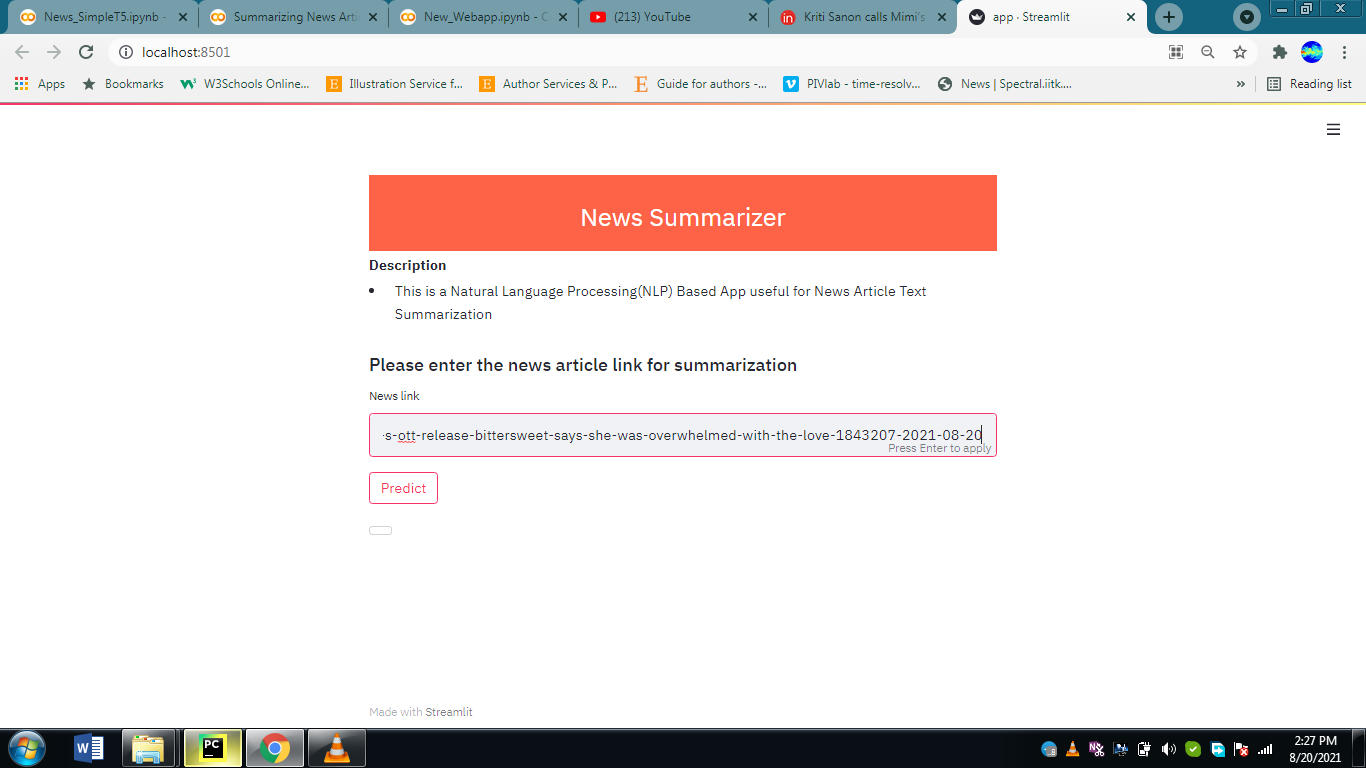 News_SimpleT5.ipynb -
Summarizing News Arti
New_Webapp.ipynb - C
(213) YouTube
Kriti Sanon calls Mimi's
app · Streamlit
localhost:8501
Apps
Bookmarks
W3Schools Online...
Illustration Service f...
Author Services & P...
Guide for authors -...
PIVlab - time-resolv...
News | Spectral.iitk....
»
Reading list
News Summarizer
Description
This is a Natural Language Processing(NLP) Based App useful for News Article Text
Summarization
Please enter the news article link for summarization
News link
-s-ott-release-bittersweet-says-she-was-overwhelmed-with-the-love-1843207-2021-08-20
Press Enter to apply
Predict
Made with Streamlit
PC
2:27 PM
8/20/2021